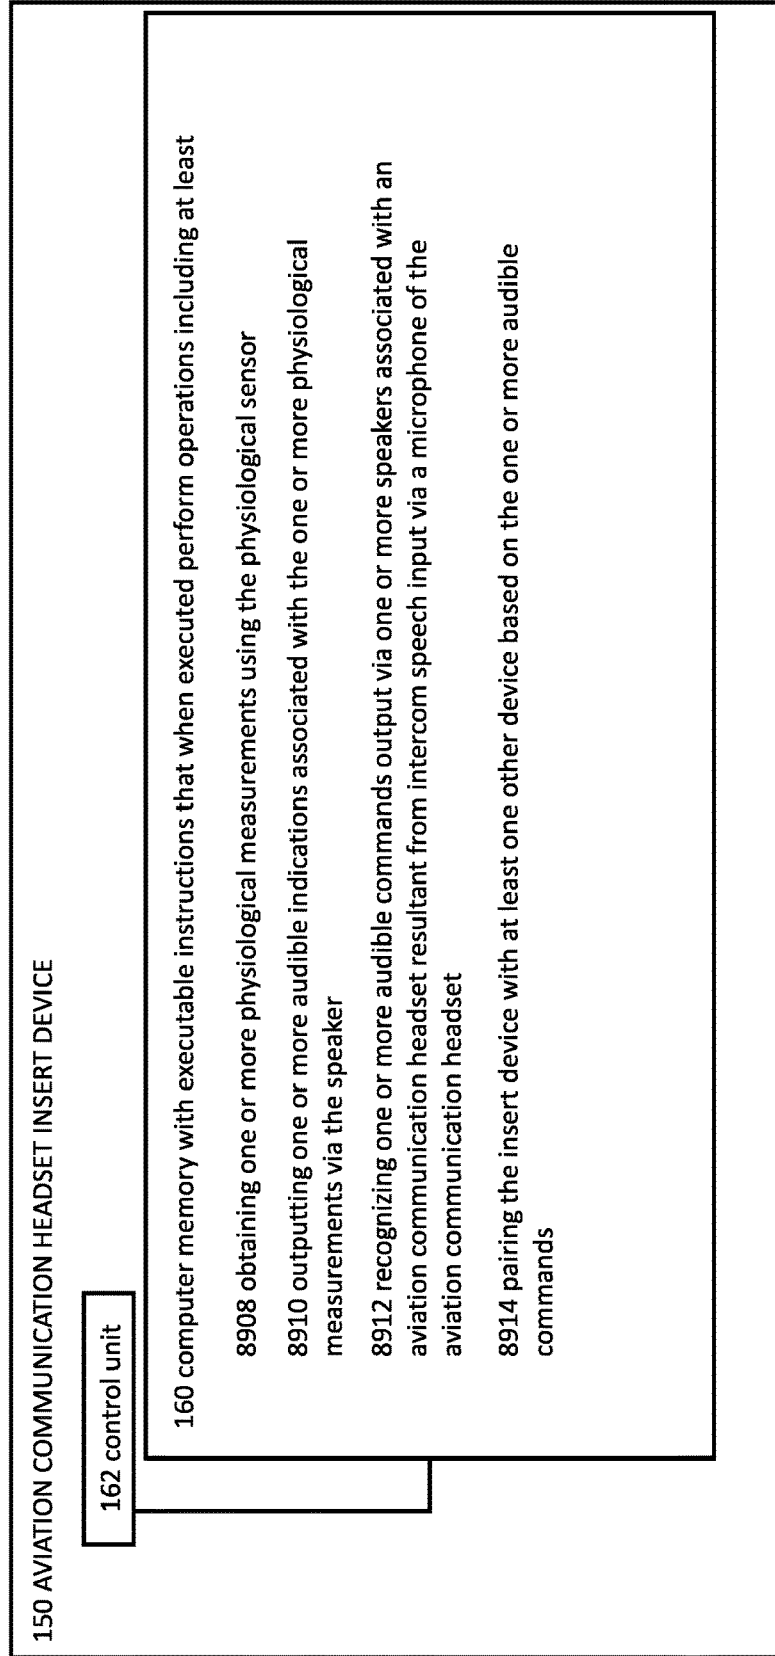 150 AVIATION COMMUNICATION HEADSET INSERT DEVICE
162 control unit
160 computer memory with executable instructions that when executed perform operations including at least
8908 obtaining one or more physiological measurements using the physiological sensor
8910 outputting one or more audible indications associated with the one or more physiological
measurements via the speaker
8912 recognizing one or more audible commands output via one or more speakers associated with an
aviation communication headset resultant from intercom speech input via a microphone of the
aviation communication headset
8914 pairing the insert device with at least one other device based on the one or more audible
commands